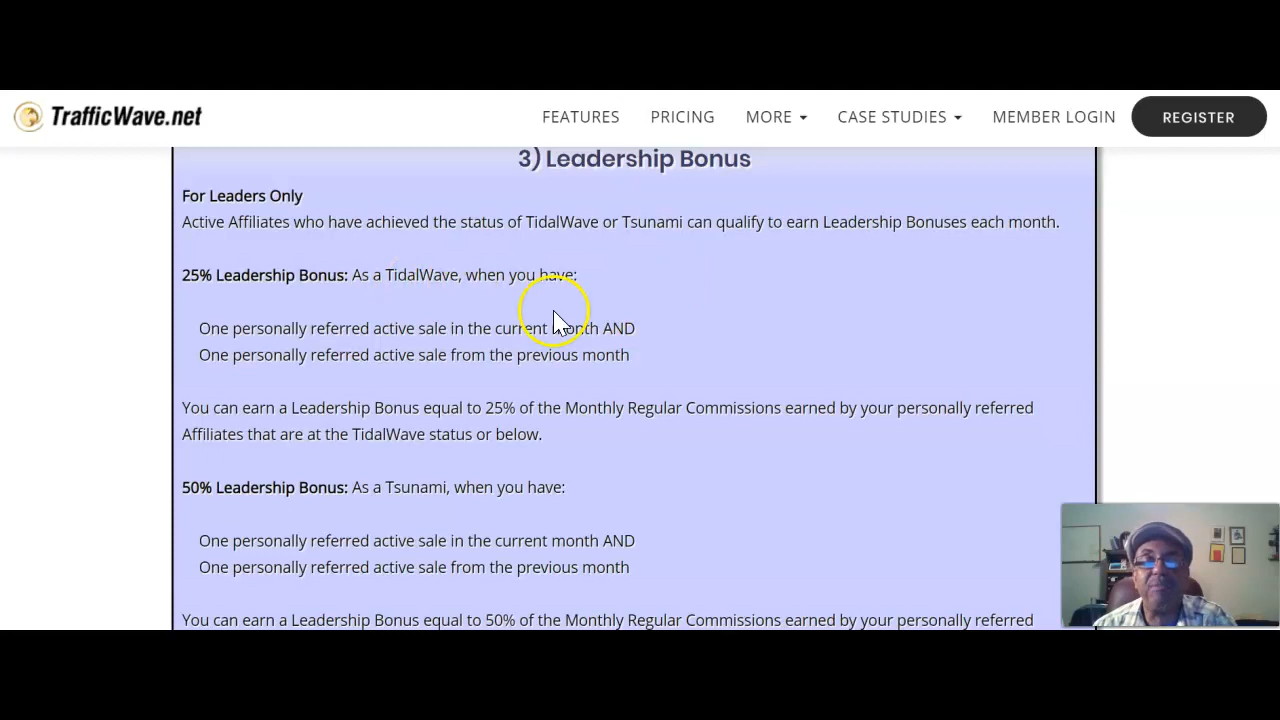 TrafficWave.net FEATURES PRICING MORE CASE STUDIES MEMBER LOGIN REGISTER
3) Leadership Bonus
For Leaders Only
Active Affiliates who have achieved the status of TidalWave or Tsunami can qualify to earn Leadership Bonuses each month.
25% Leadership Bonus: As a TidalWave, when you have:
One personally referred active sale in the current month AND
One personally referred active sale from the previous month
You can earn a Leadership Bonus equal to 25% of the Monthly Regular Commissions earned by your personally referred
Affiliates that are at the TidalWave status or below.
50% Leadership Bonus: As a Tsunami, when you have:
One personally referred active sale in the current month AND
One personally referred active sale from the previous month
You can earn a Leadership Bonus equal to 50% of the Monthly Regular Commissions earned by your personally referred